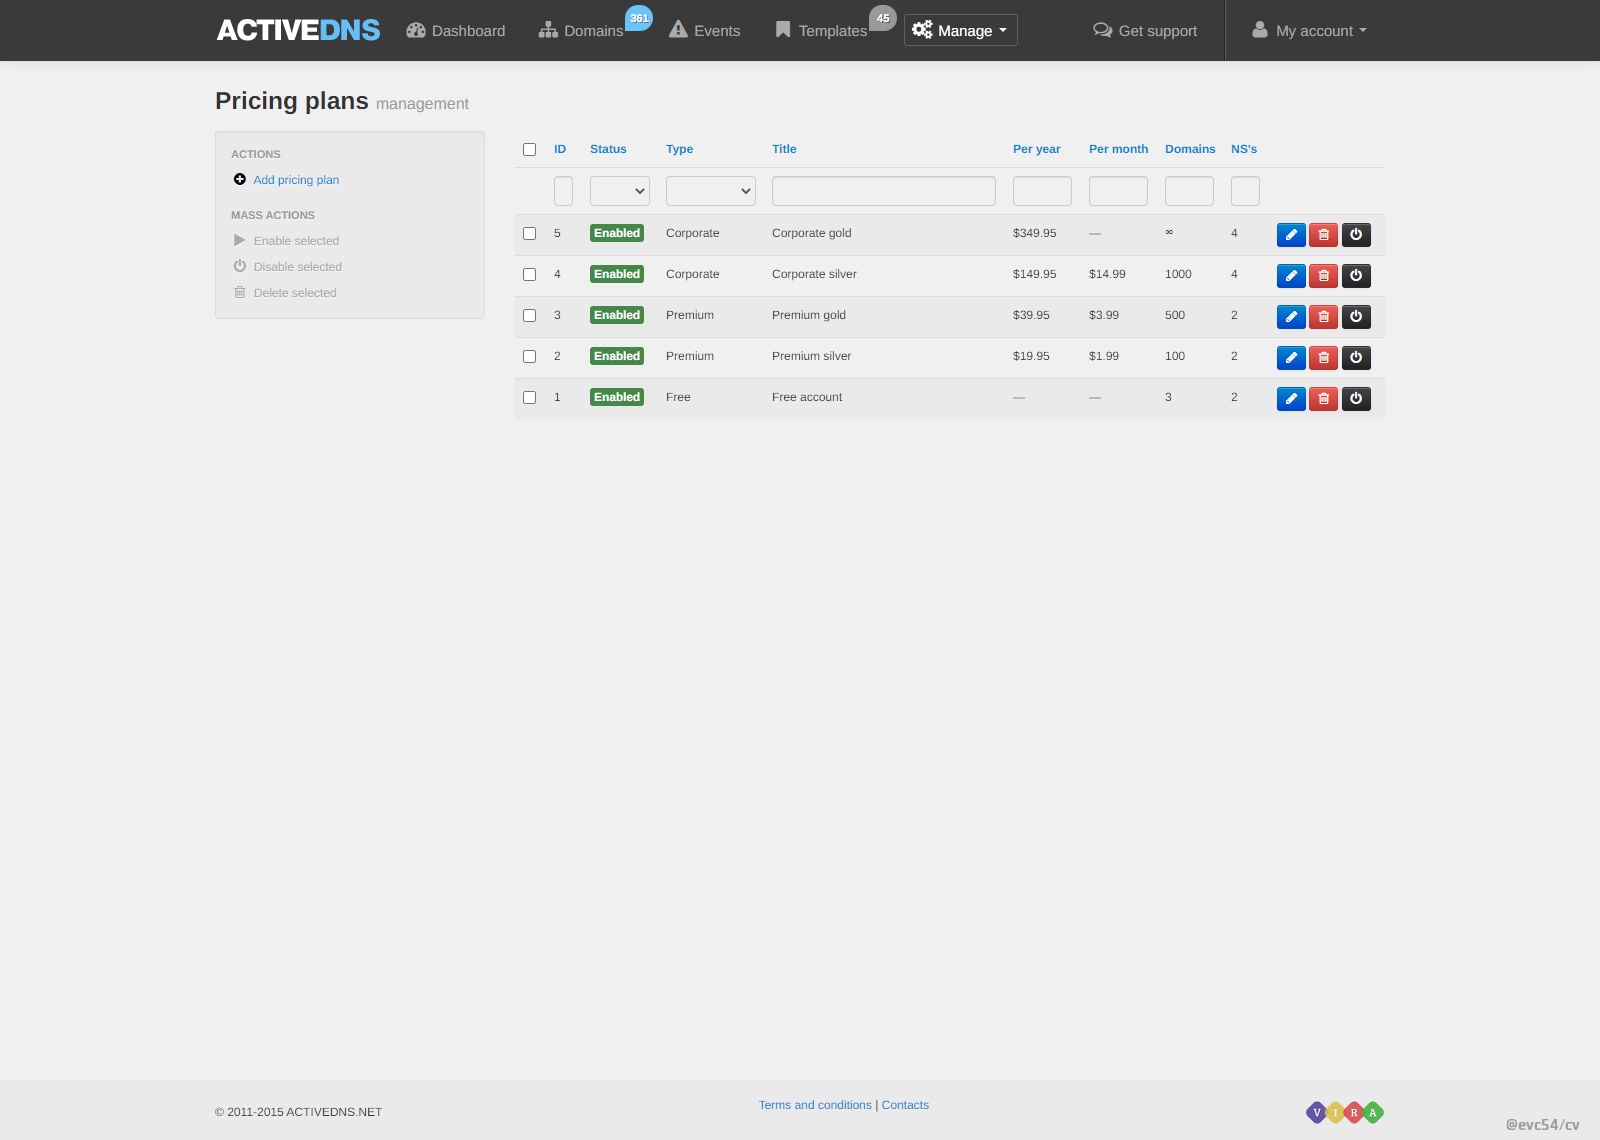 ACTIVEDNS Dashboard Domains 361 Events Templates 45 Manage Get support My account
Pricing plans management
ACTIONS
Add pricing plan
MASS ACTIONS
Enable selected
Disable selected
Delete selected
ID Status Type Title Per year Per month Domains NS's
5 Enabled Corporate Corporate gold $349.95 — ∞ 4
4 Enabled Corporate Corporate silver $149.95 $14.99 1000 4
3 Enabled Premium Premium gold $39.95 $3.99 500 2
2 Enabled Premium Premium silver $19.95 $1.99 100 2
1 Enabled Free Free account — — 3 2
© 2011-2015 ACTIVEDNS.NET
Terms and conditions | Contacts
VIRA
@evc54/cv